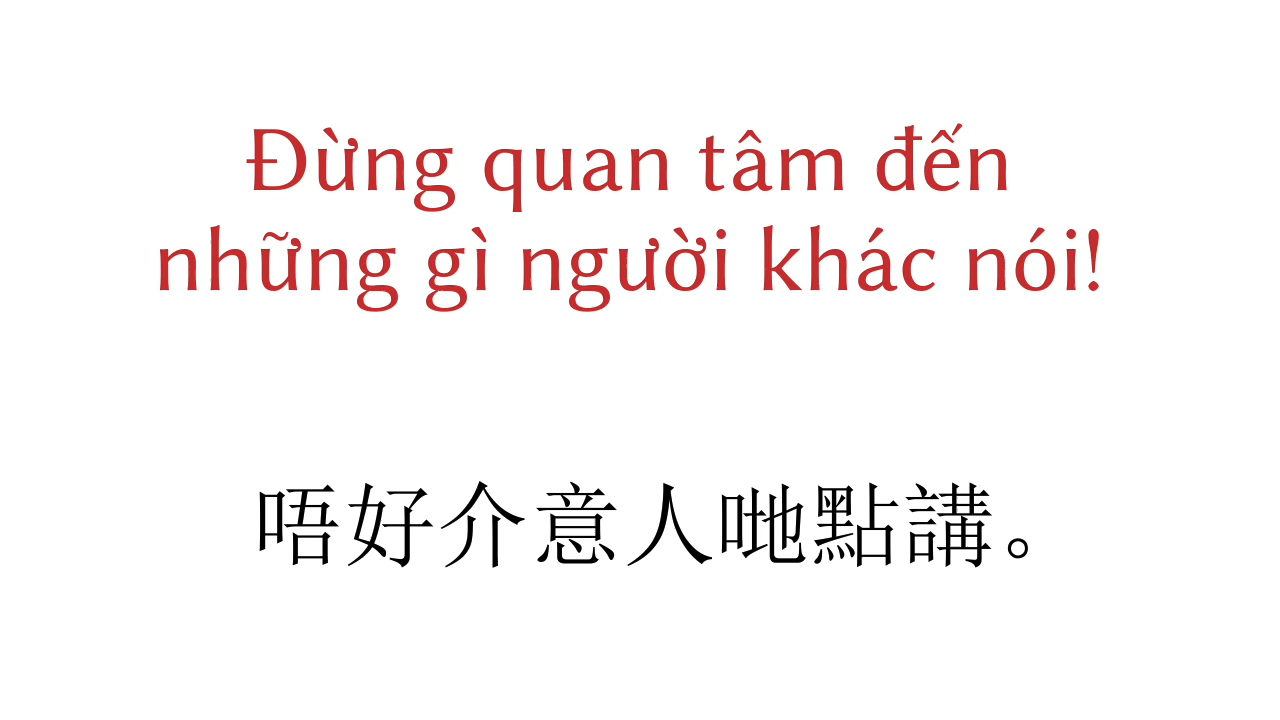 Đừng quan tâm đến
những gì người khác nói!
唔好介意人哋點講。